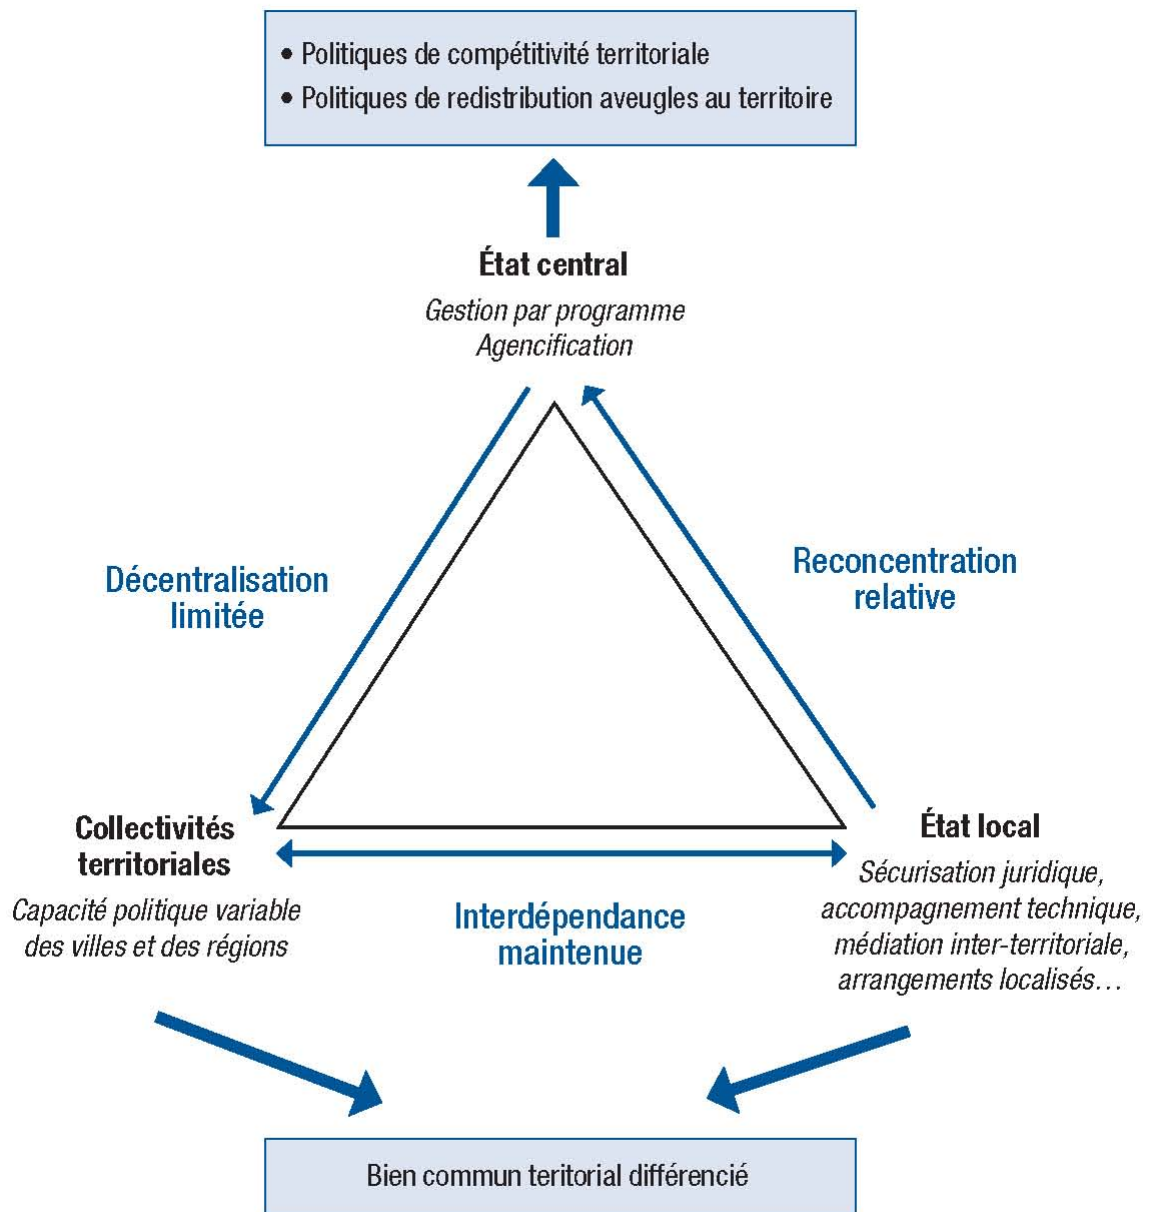 • Politiques de compétitivité territoriale
• Politiques de redistribution aveugles au territoire
État central
Gestion par programme
Agencification
Décentralisation
limitée
Reconcentration
relative
Collectivités
territoriales
Capacité politique variable
des villes et des régions
Interdépendance
maintenue
État local
Sécurisation juridique,
accompagnement technique,
médiation inter-territoriale,
arrangements localisés…
Bien commun teritorial différencié